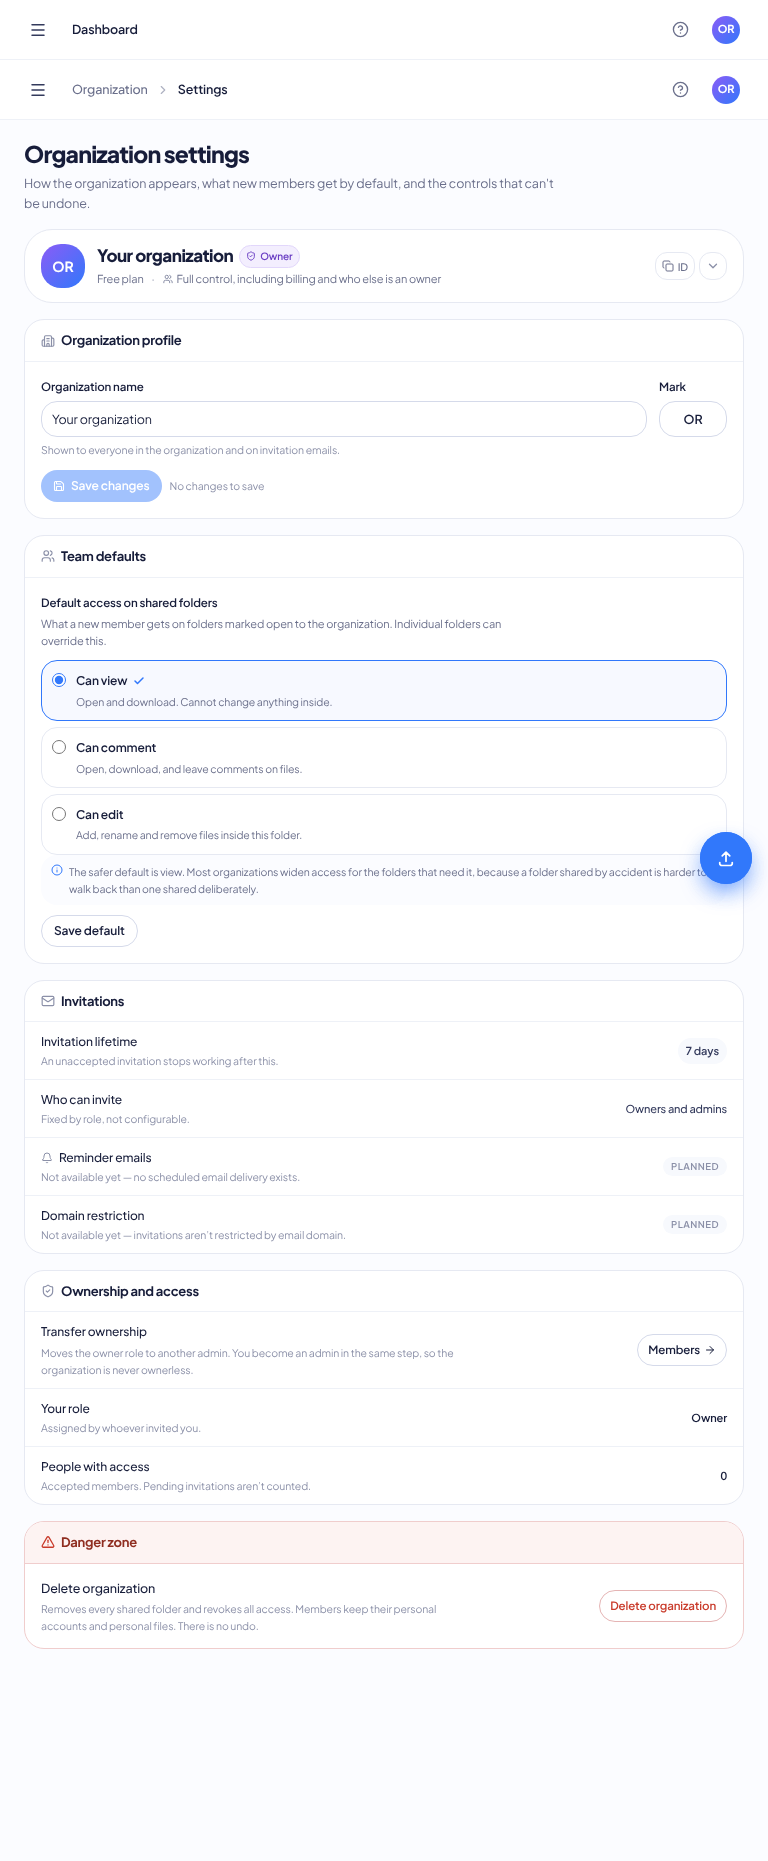 Dashboard
OR
Organization > Settings
OR
Organization settings
How the organization appears, what new members get by default, and the controls that can't
be undone.
OR
Your organization
Owner
Free plan · Full control, including billing and who else is an owner
ID
Organization profile
Organization name
Mark
Your organization
OR
Shown to everyone in the organization and on invitation emails.
Save changes
No changes to save
Team defaults
Default access on shared folders
What a new member gets on folders marked open to the organization. Individual folders can
override this.
Can view
Open and download. Cannot change anything inside.
Can comment
Open, download, and leave comments on files.
Can edit
Add, rename and remove files inside this folder.
The safer default is view. Most organizations widen access for the folders that need it, because a folder shared by accident is harder to
walk back than one shared deliberately.
Save default
Invitations
Invitation lifetime
An unaccepted invitation stops working after this.
7 days
Who can invite
Fixed by role, not configurable.
Owners and admins
Reminder emails
Not available yet — no scheduled email delivery exists.
PLANNED
Domain restriction
Not available yet — invitations aren't restricted by email domain.
PLANNED
Ownership and access
Transfer ownership
Moves the owner role to another admin. You become an admin in the same step, so the
organization is never ownerless.
Members →
Your role
Assigned by whoever invited you.
Owner
People with access
Accepted members. Pending invitations aren't counted.
0
Danger zone
Delete organization
Removes every shared folder and revokes all access. Members keep their personal
accounts and personal files. There is no undo.
Delete organization